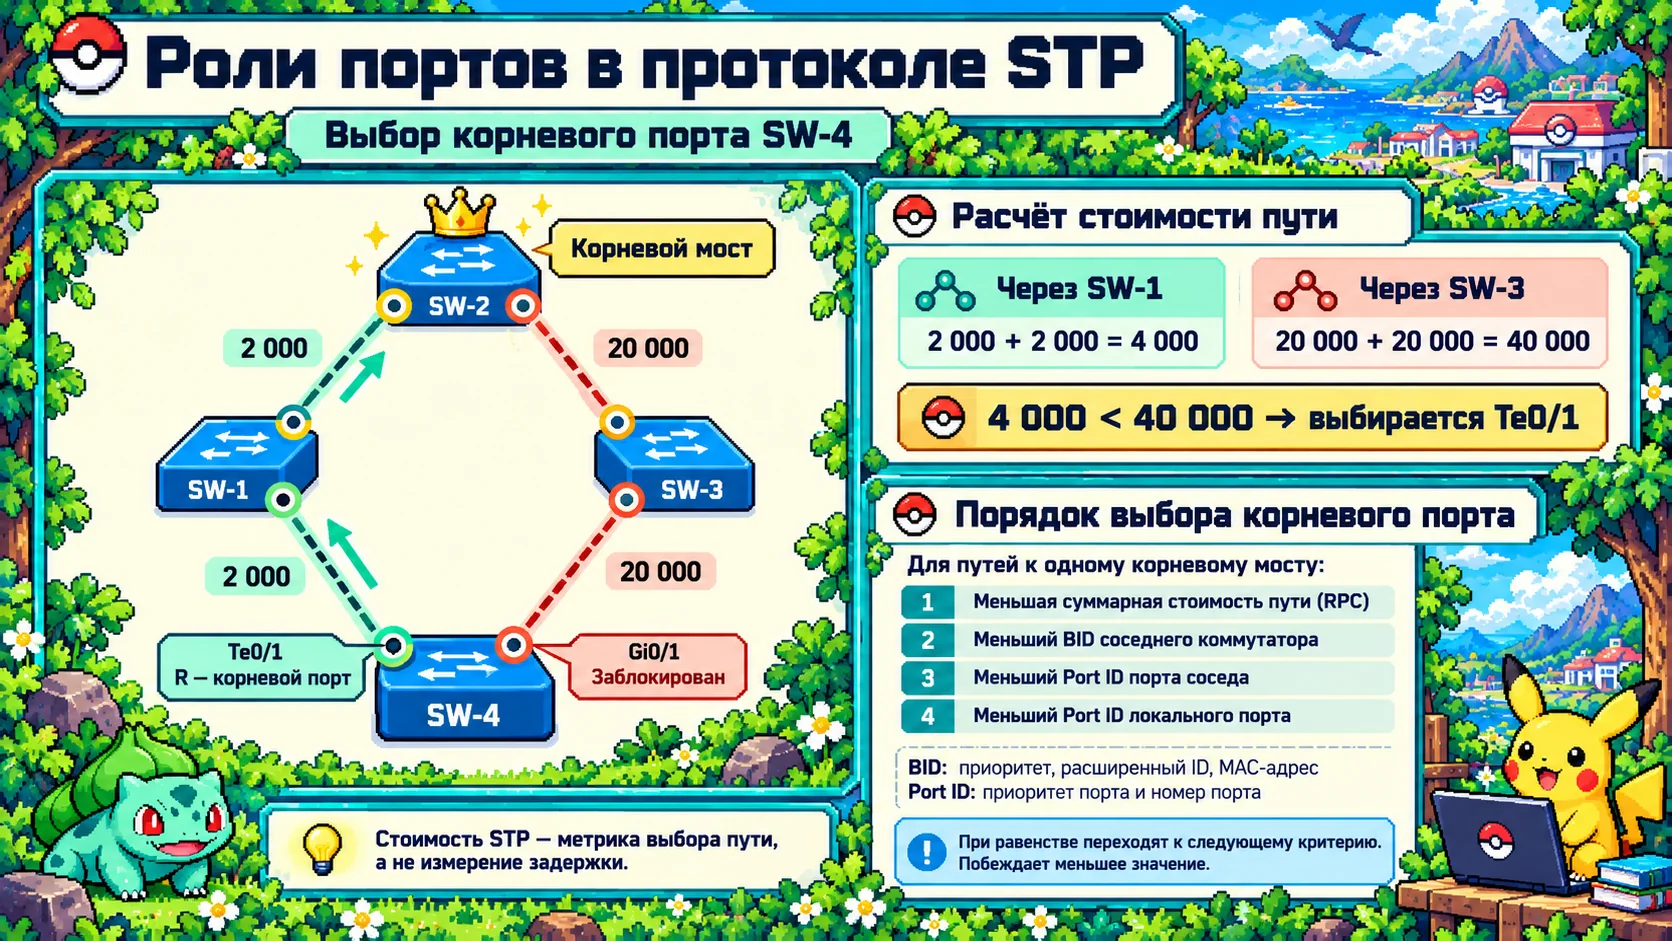 Роли портов в протоколе STP
Выбор корневого порта SW-4
Корневой мост
SW-2
2 000
20 000
SW-1
SW-3
2 000
20 000
Te0/1
R — корневой порт
Gi0/1
Заблокирован
SW-4
Стоимость STP — метрика выбора пути,
а не измерение задержки.
Расчёт стоимости пути
Через SW-1
2 000 + 2 000 = 4 000
Через SW-3
20 000 + 20 000 = 40 000
4 000 < 40 000 → выбирается Te0/1
Порядок выбора корневого порта
Для путей к одному корневому мосту:
1 Меньшая суммарная стоимость пути (RPC)
2 Меньший BID соседнего коммутатора
3 Меньший Port ID порта соседа
4 Меньший Port ID локального порта
BID: приоритет, расширенный ID, MAC-адрес
Port ID: приоритет порта и номер порта
! При равенстве переходят к следующему критерию.
Побеждает меньшее значение.